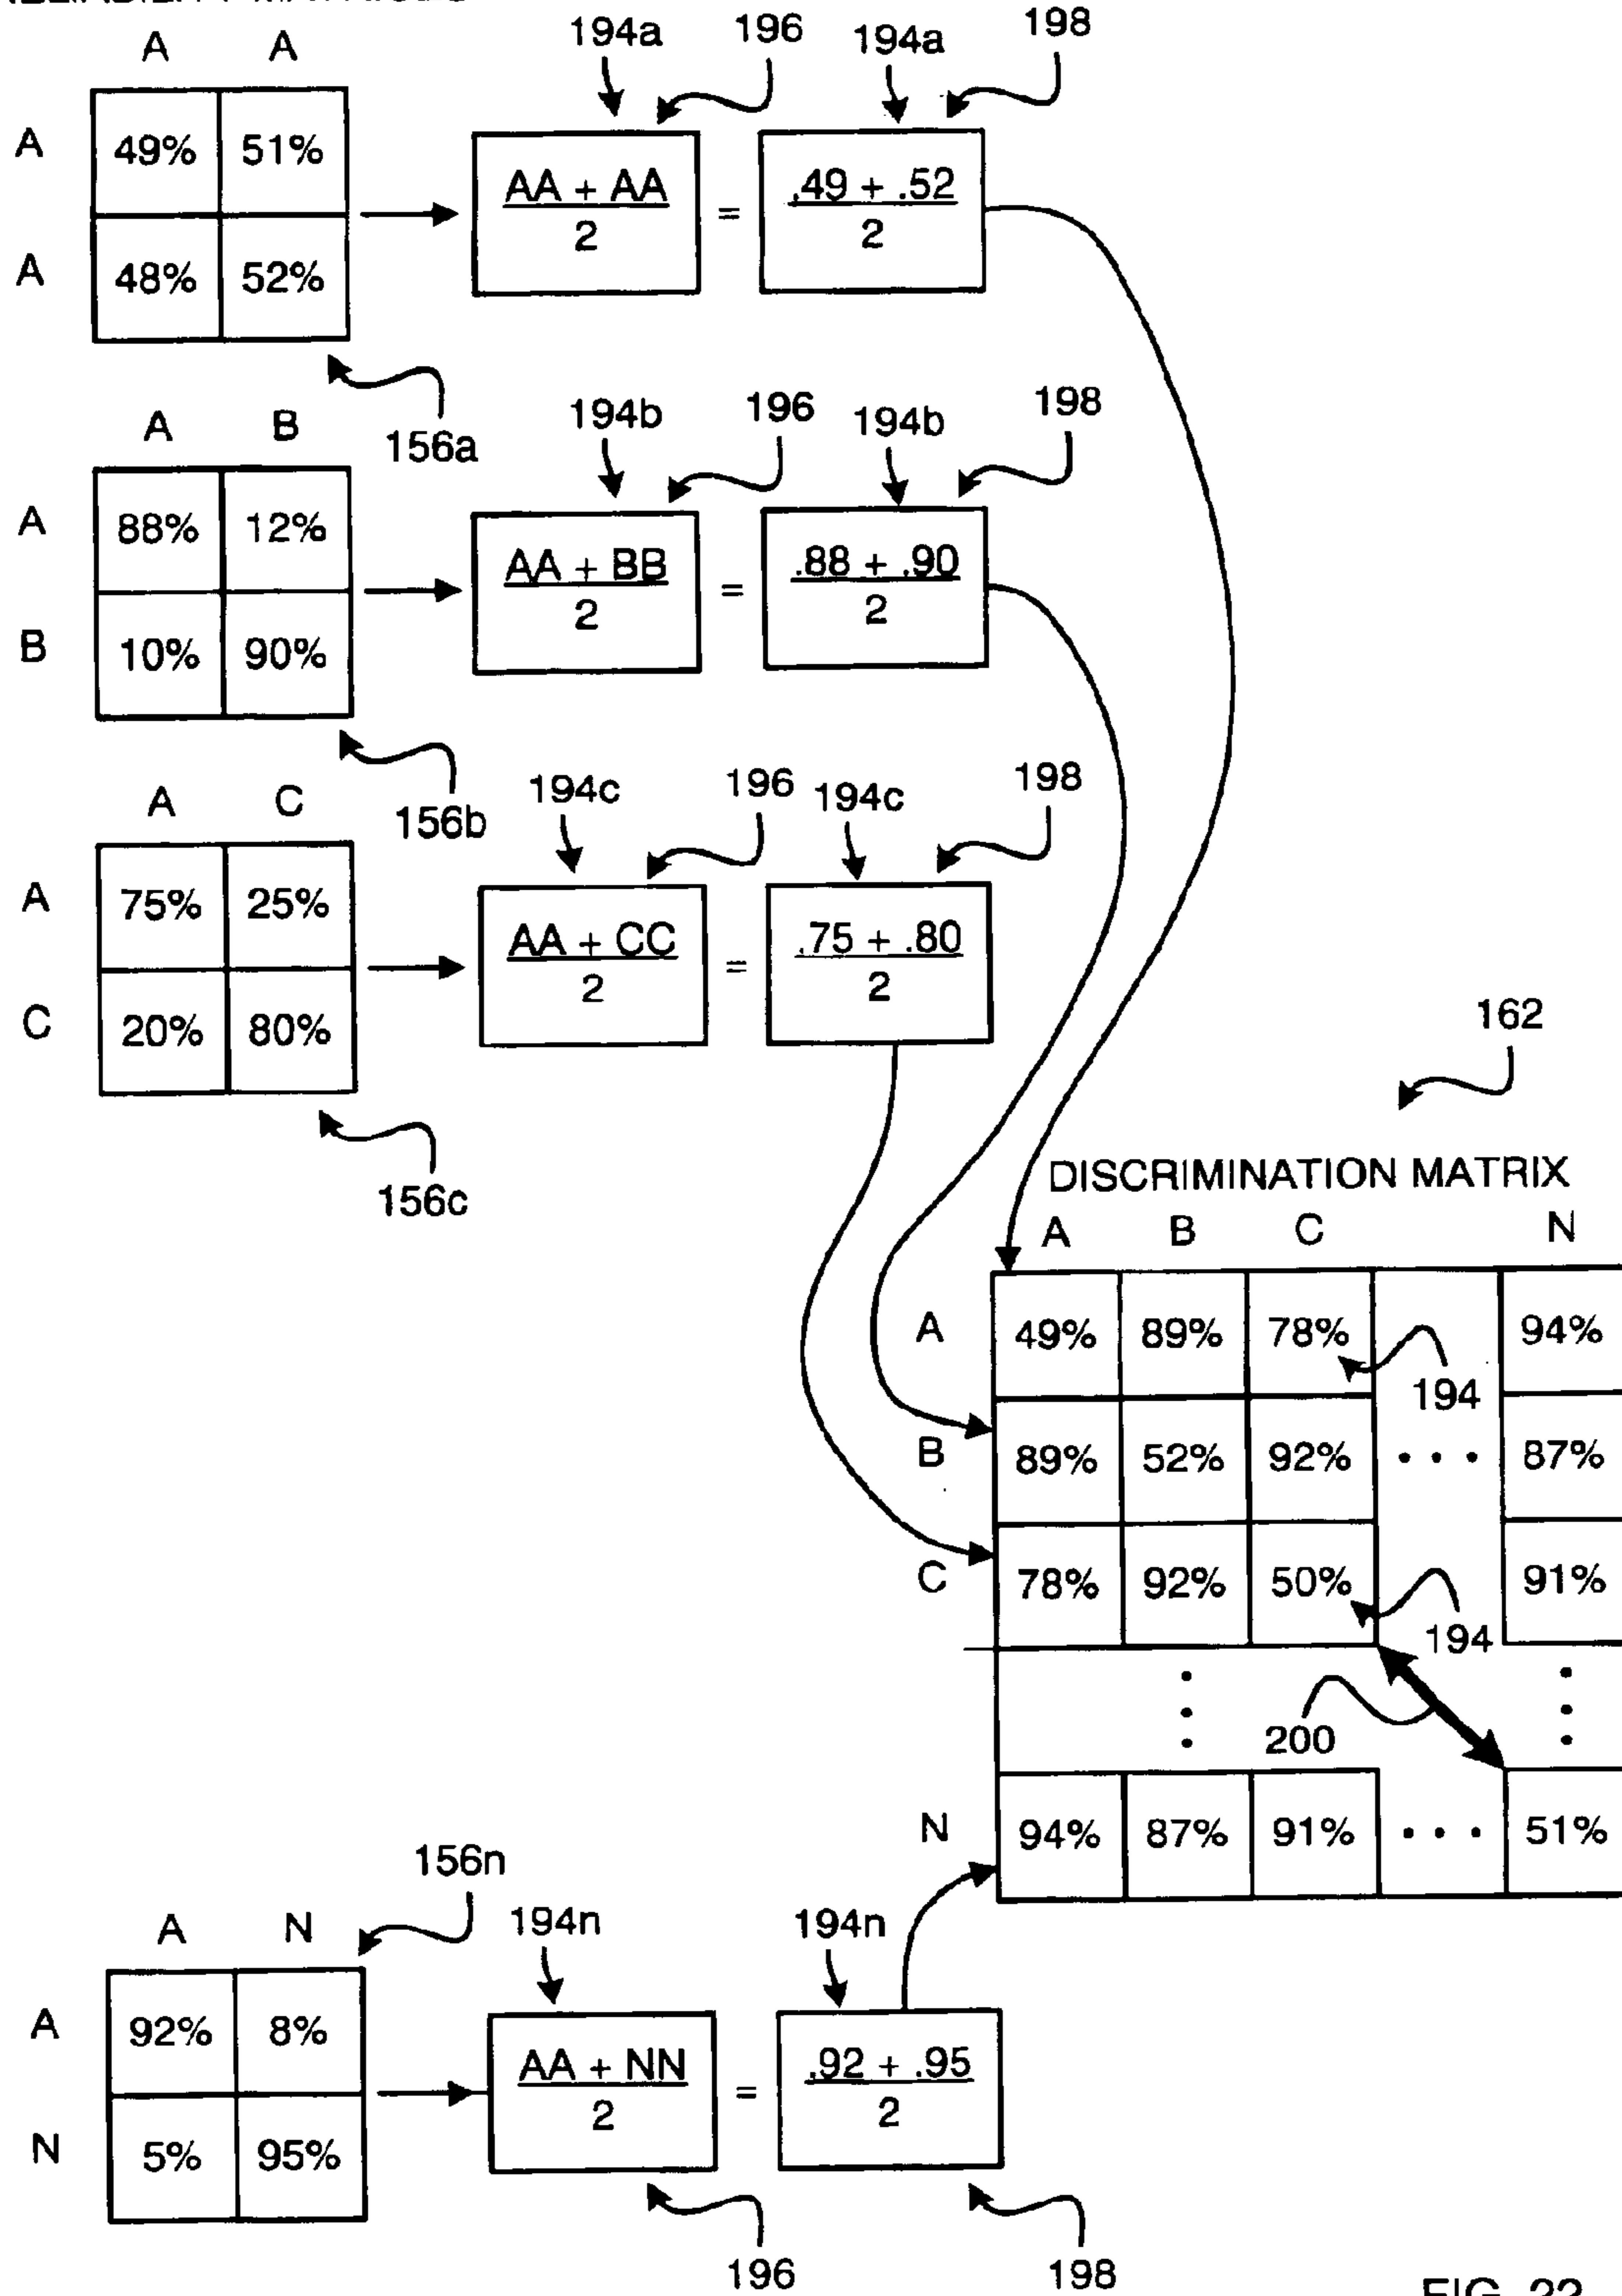 A A
194a 196 194a 198
A 49% 51%
AA + AA
2
=
.49 + .52
2
A 48% 52%
156a
A B
194b 196 194b 198
A 88% 12%
AA + BB
2
=
.88 + .90
2
B 10% 90%
156b
A C
194c 196 194c 198
A 75% 25%
AA + CC
2
=
.75 + .80
2
C 20% 80%
156c
162
DISCRIMINATION MATRIX
A B C N
A 49% 89% 78% 94%
194
B 89% 52% 92% • • • 87%
C 78% 92% 50% 91%
194
200
N 94% 87% 91% • • • 51%
156n
A N
194n 194n
A 92% 8%
AA + NN
2
=
.92 + .95
2
N 5% 95%
196 198